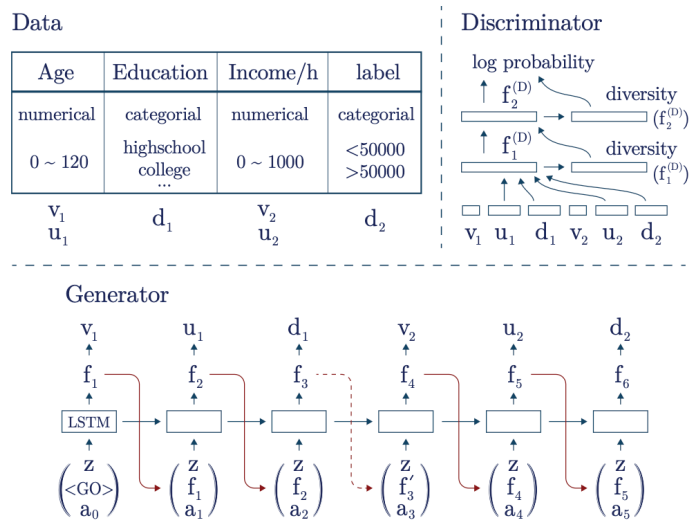 Data
Age Education Income/h label
numerical categorial numerical categorial
0 ~ 120 highschool 0 ~ 1000 <50000
college >50000
...
v₁ d₁ v₂ d₂
u₁ u₂
Discriminator
log probability
f₂⁽ᴰ⁾ diversity
(f₂⁽ᴰ⁾)
f₁⁽ᴰ⁾ diversity
(f₁⁽ᴰ⁾)
v₁ u₁ d₁ v₂ u₂ d₂
Generator
v₁ u₁ d₁ v₂ u₂ d₂
f₁ f₂ f₃ f₄ f₅ f₆
LSTM
z z z z z z
<GO> f₁ f₂ f₃′ f₄ f₅
a₀ a₁ a₂ a₃ a₄ a₅